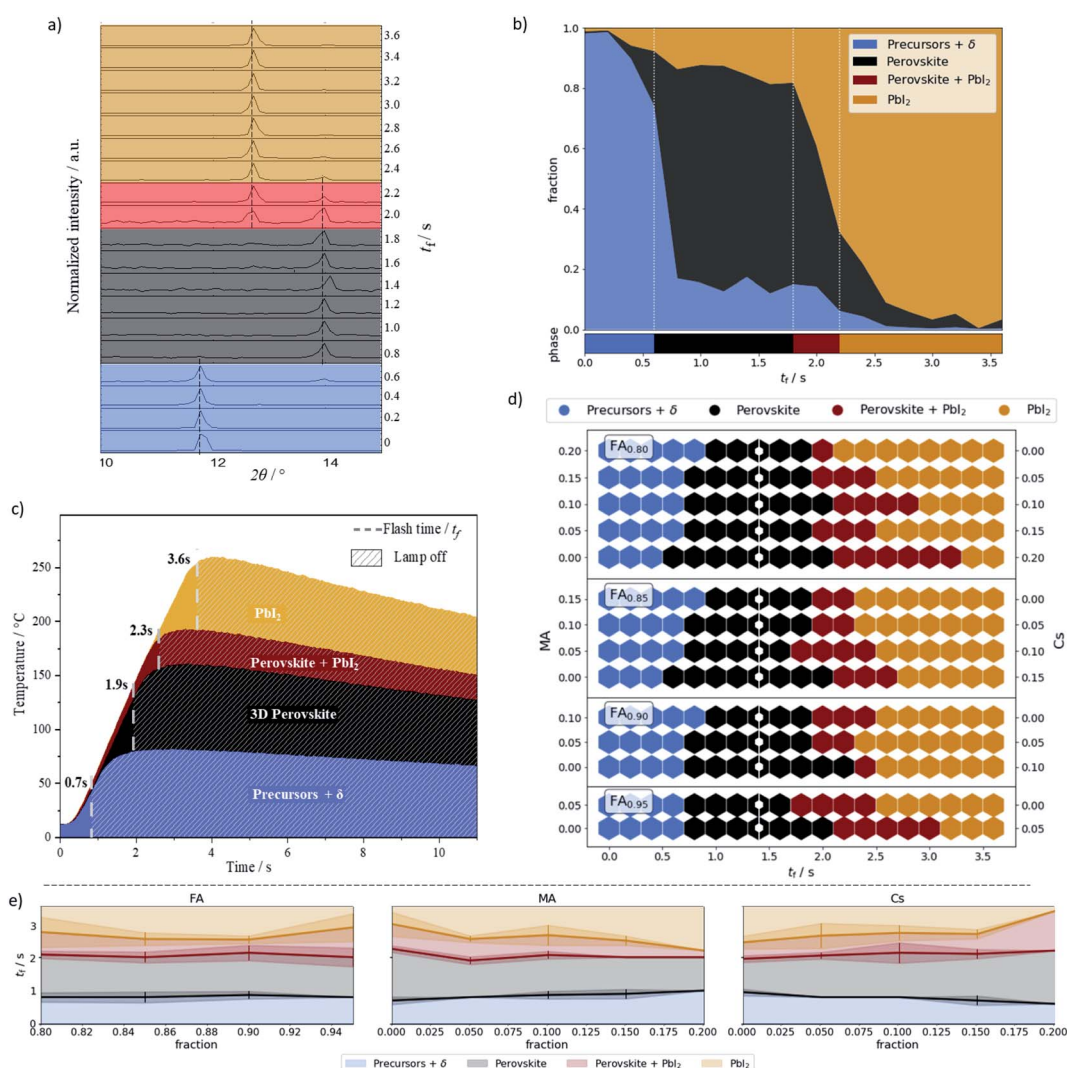 a)
3.6
3.4
3.2
3.0
2.8
2.6
2.4
2.2
2.0
1.8
1.6
1.4
1.2
1.0
0.8
0.6
0.4
0.2
0
Normalized intensity / a.u.
t_f / s
10 12 14
2θ / °
b)
1.0
0.8
0.6
0.4
0.2
0.0
fraction
Precursors + δ
Perovskite
Perovskite + PbI₂
PbI₂
phase
0.0 0.5 1.0 1.5 2.0 2.5 3.0 3.5
t_f / s
c)
Flash time / t_f
Lamp off
250
200
150
100
50
0
Temperature / °C
3.6s
2.3s
1.9s
0.7s
PbI₂
Perovskite + PbI₂
3D Perovskite
Precursors + δ
0 2 4 6 8 10
Time / s
d)
Precursors + δ Perovskite Perovskite + PbI₂ PbI₂
MA
Cs
FA₀.₈₀
0.20 0.00
0.15 0.05
0.10 0.10
0.05 0.15
0.00 0.20
FA₀.₈₅
0.15 0.00
0.10 0.05
0.05 0.10
0.00 0.15
FA₀.₉₀
0.10 0.00
0.05 0.05
0.00 0.10
FA₀.₉₅
0.05 0.00
0.00 0.05
0.0 0.5 1.0 1.5 2.0 2.5 3.0 3.5
t_f / s
e)
FA MA Cs
3
2
1
0
t_f / s
0.80 0.82 0.84 0.86 0.88 0.90 0.92 0.94
fraction
0.000 0.025 0.050 0.075 0.100 0.125 0.150 0.175 0.200
fraction
0.000 0.025 0.050 0.075 0.100 0.125 0.150 0.175 0.200
fraction
Precursors + δ Perovskite Perovskite + PbI₂ PbI₂